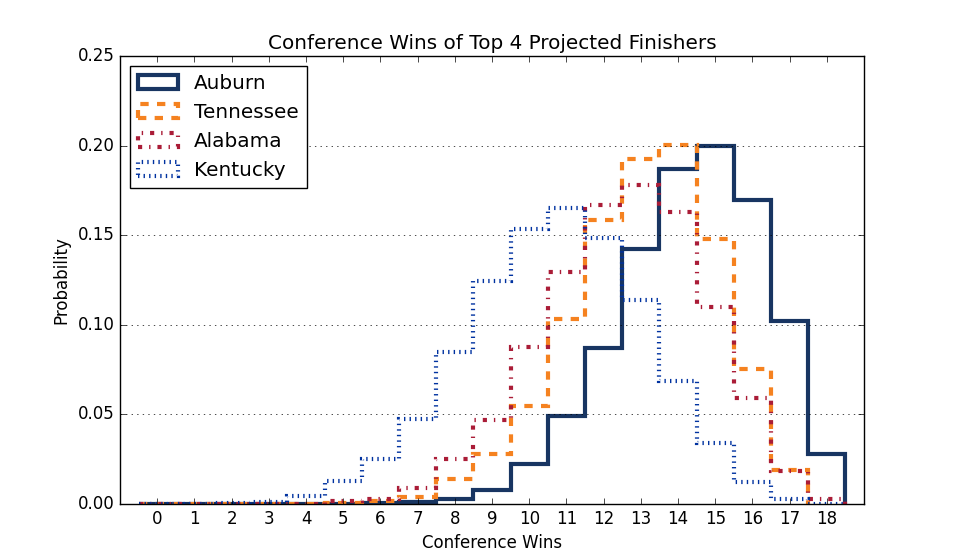 Conference Wins of Top 4 Projected Finishers
0.25
0.20
0.15
0.10
0.05
0.00
Probability
Auburn
Tennessee
Alabama
Kentucky
0 1 2 3 4 5 6 7 8 9 10 11 12 13 14 15 16 17 18
Conference Wins